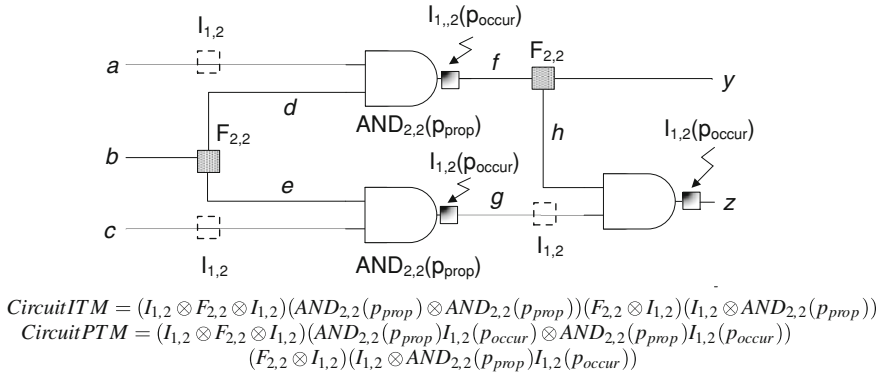 I1,2
I1,,2(poccur)
a
f
F2,2
y
d
AND2,2(pprop)
h
I1,2(poccur)
F2,2
b
I1,2(poccur)
e
g
z
c
I1,2
AND2,2(pprop)
I1,2
CircuitITM = (I1,2 ⊗ F2,2 ⊗ I1,2)(AND2,2(pprop) ⊗ AND2,2(pprop))(F2,2 ⊗ I1,2)(I1,2 ⊗ AND2,2(pprop))
CircuitPTM = (I1,2 ⊗ F2,2 ⊗ I1,2)(AND2,2(pprop)I1,2(poccur) ⊗ AND2,2(pprop)I1,2(poccur))
(F2,2 ⊗ I1,2)(I1,2 ⊗ AND2,2(pprop)I1,2(poccur))